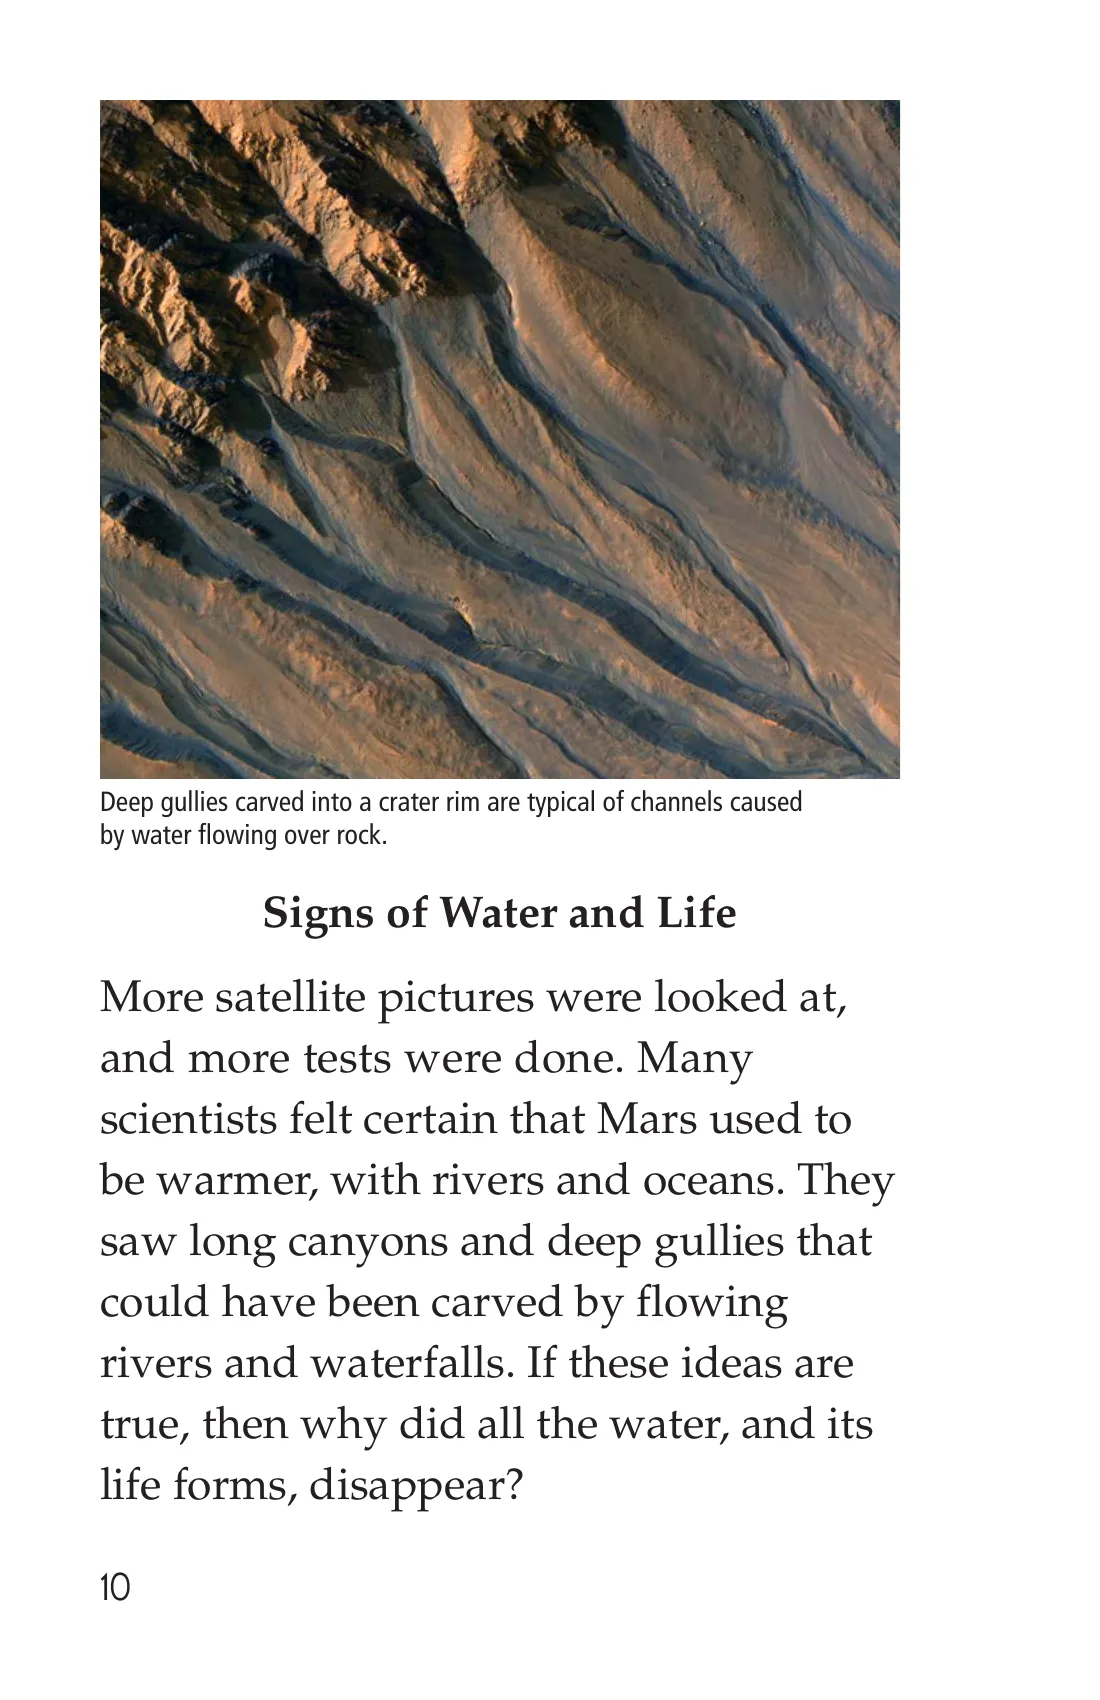 Deep gullies carved into a crater rim are typical of channels caused
by water flowing over rock.
Signs of Water and Life
More satellite pictures were looked at,
and more tests were done. Many
scientists felt certain that Mars used to
be warmer, with rivers and oceans. They
saw long canyons and deep gullies that
could have been carved by flowing
rivers and waterfalls. If these ideas are
true, then why did all the water, and its
life forms, disappear?
10